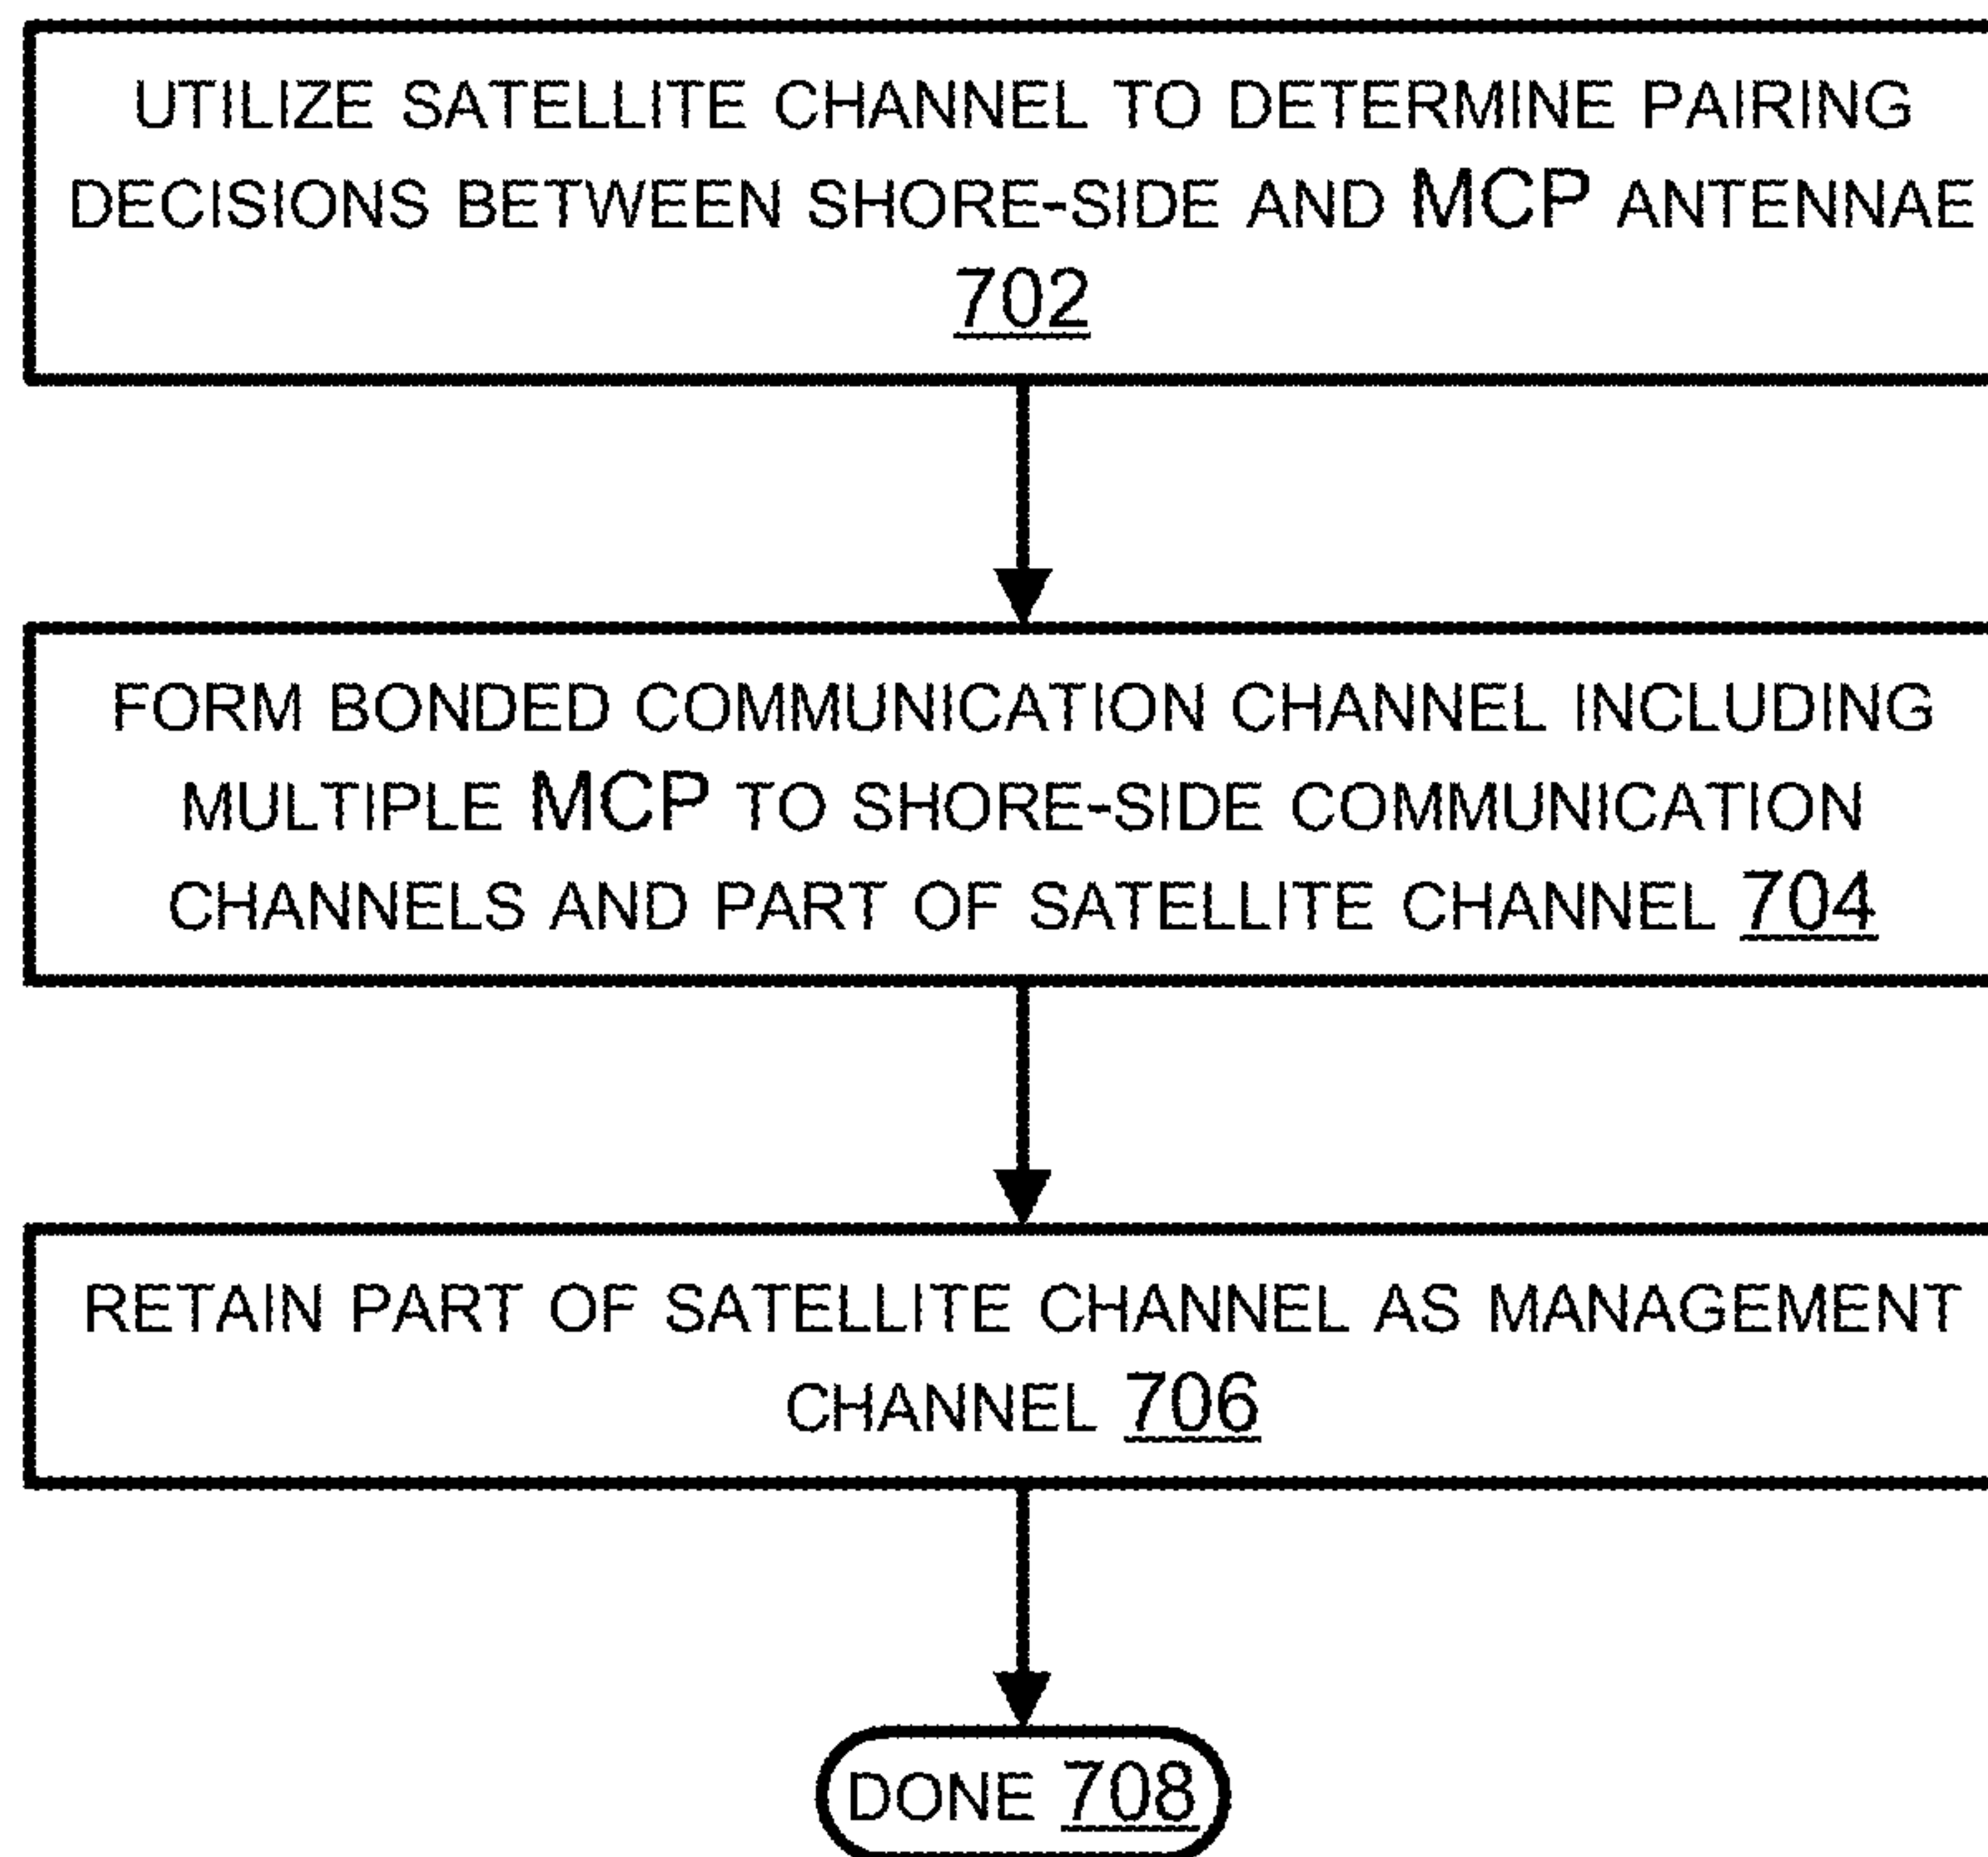 UTILIZE SATELLITE CHANNEL TO DETERMINE PAIRING
DECISIONS BETWEEN SHORE-SIDE AND MCP ANTENNAE
702
FORM BONDED COMMUNICATION CHANNEL INCLUDING
MULTIPLE MCP TO SHORE-SIDE COMMUNICATION
CHANNELS AND PART OF SATELLITE CHANNEL 704
RETAIN PART OF SATELLITE CHANNEL AS MANAGEMENT
CHANNEL 706
DONE 708